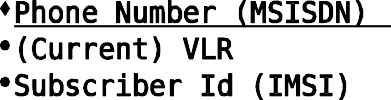 ♦Phone Number (MSISDN)
•(Current) VLR
•Subscriber Id (IMSI)